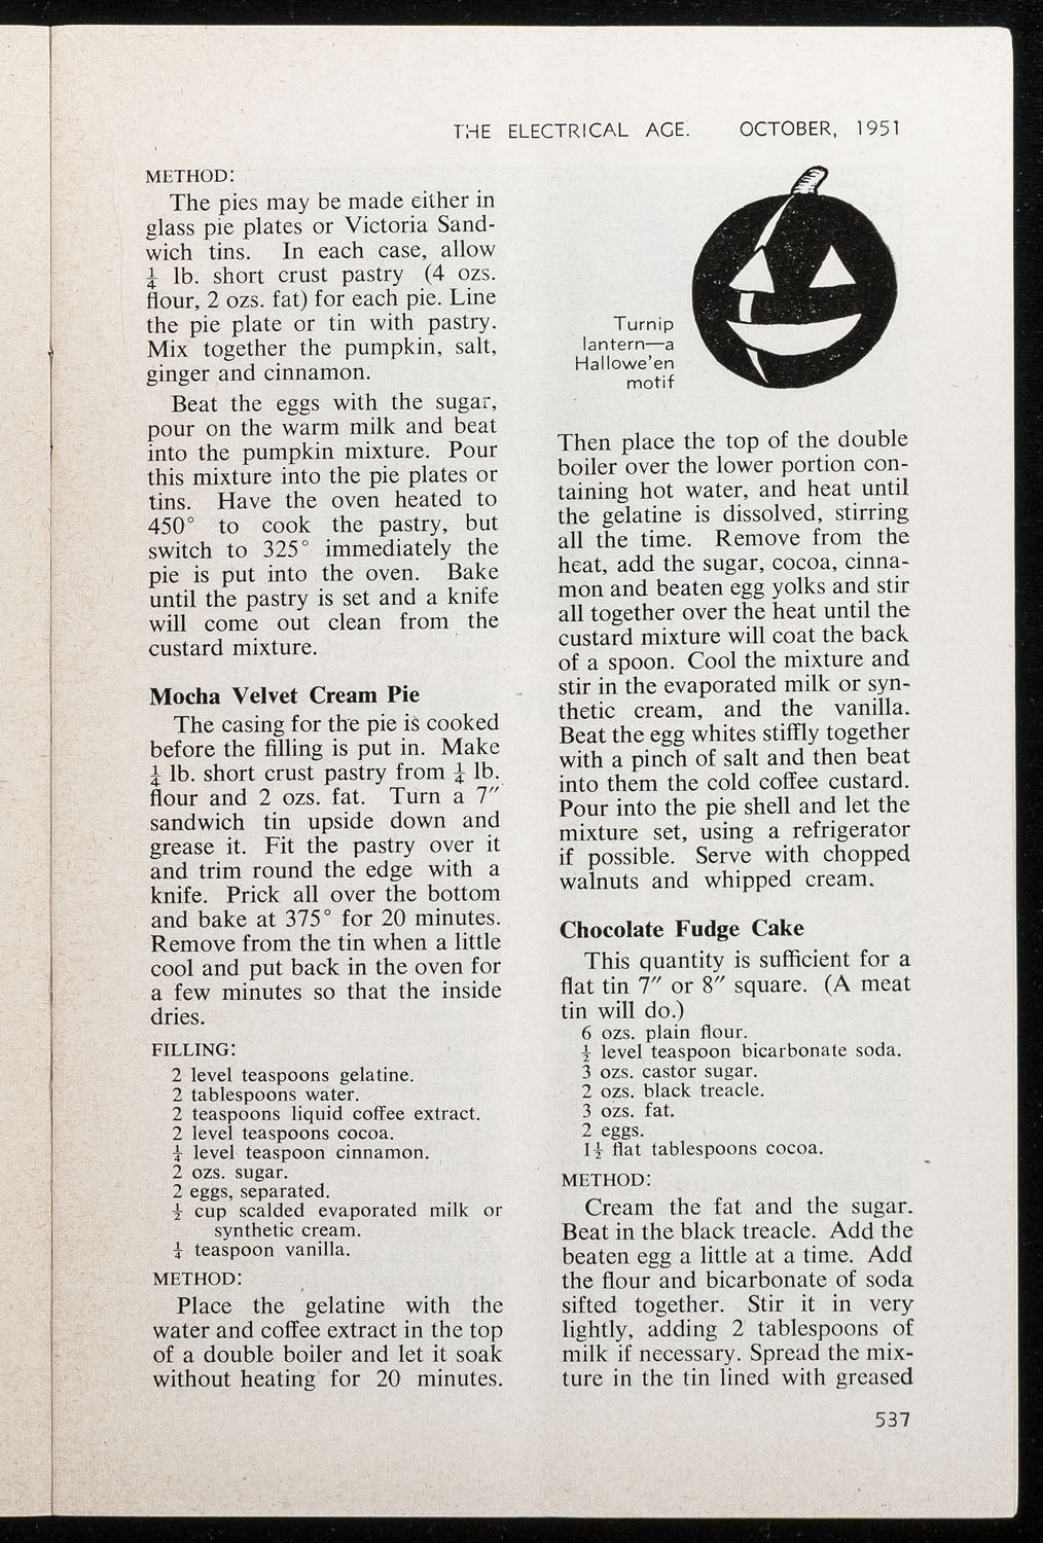 THE ELECTRICAL AGE. OCTOBER, 1951
METHOD:
The pies may be made either in
glass pie plates or Victoria Sand-
wich tins. In each case, allow
¼ lb. short crust pastry (4 ozs.
flour, 2 ozs. fat) for each pie. Line
the pie plate or tin with pastry.
Mix together the pumpkin, salt,
ginger and cinnamon.
Beat the eggs with the sugar,
pour on the warm milk and beat
into the pumpkin mixture. Pour
this mixture into the pie plates or
tins. Have the oven heated to
450° to cook the pastry, but
switch to 325° immediately the
pie is put into the oven. Bake
until the pastry is set and a knife
will come out clean from the
custard mixture.
Mocha Velvet Cream Pie
The casing for the pie is cooked
before the filling is put in. Make
¼ lb. short crust pastry from ¼ lb.
flour and 2 ozs. fat. Turn a 7″
sandwich tin upside down and
grease it. Fit the pastry over it
and trim round the edge with a
knife. Prick all over the bottom
and bake at 375° for 20 minutes.
Remove from the tin when a little
cool and put back in the oven for
a few minutes so that the inside
dries.
FILLING:
2 level teaspoons gelatine.
2 tablespoons water.
2 teaspoons liquid coffee extract.
2 level teaspoons cocoa.
¼ level teaspoon cinnamon.
2 ozs. sugar.
2 eggs, separated.
½ cup scalded evaporated milk or
synthetic cream.
¼ teaspoon vanilla.
METHOD:
Place the gelatine with the
water and coffee extract in the top
of a double boiler and let it soak
without heating for 20 minutes.
Turnip
lantern—a
Hallowe'en
motif
Then place the top of the double
boiler over the lower portion con-
taining hot water, and heat until
the gelatine is dissolved, stirring
all the time. Remove from the
heat, add the sugar, cocoa, cinna-
mon and beaten egg yolks and stir
all together over the heat until the
custard mixture will coat the back
of a spoon. Cool the mixture and
stir in the evaporated milk or syn-
thetic cream, and the vanilla.
Beat the egg whites stiffly together
with a pinch of salt and then beat
into them the cold coffee custard.
Pour into the pie shell and let the
mixture set, using a refrigerator
if possible. Serve with chopped
walnuts and whipped cream.
Chocolate Fudge Cake
This quantity is sufficient for a
flat tin 7″ or 8″ square. (A meat
tin will do.)
6 ozs. plain flour.
½ level teaspoon bicarbonate soda.
3 ozs. castor sugar.
2 ozs. black treacle.
3 ozs. fat.
2 eggs.
1½ flat tablespoons cocoa.
METHOD:
Cream the fat and the sugar.
Beat in the black treacle. Add the
beaten egg a little at a time. Add
the flour and bicarbonate of soda
sifted together. Stir it in very
lightly, adding 2 tablespoons of
milk if necessary. Spread the mix-
ture in the tin lined with greased
537